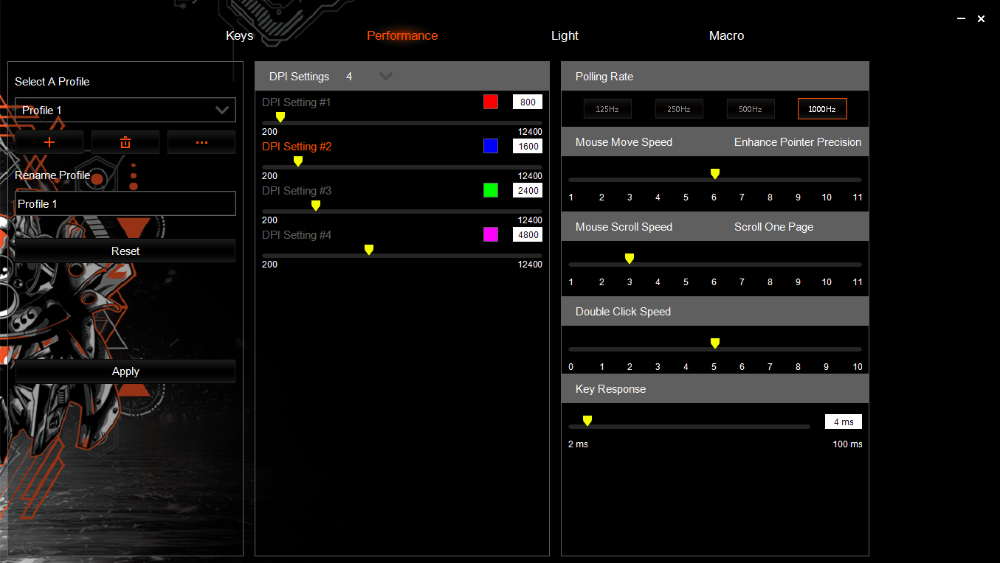 Keys Performance Light Macro
Select A Profile
Profile 1
+ ...
Rename Profile
Profile 1
Reset
Apply
DPI Settings 4
DPI Setting #1 800
200 12400
DPI Setting #2 1600
200 12400
DPI Setting #3 2400
200 12400
DPI Setting #4 4800
200 12400
Polling Rate
125Hz 250Hz 500Hz 1000Hz
Mouse Move Speed Enhance Pointer Precision
1 2 3 4 5 6 7 8 9 10 11
Mouse Scroll Speed Scroll One Page
1 2 3 4 5 6 7 8 9 10 11
Double Click Speed
0 1 2 3 4 5 6 7 8 9 10
Key Response
4 ms
2 ms 100 ms